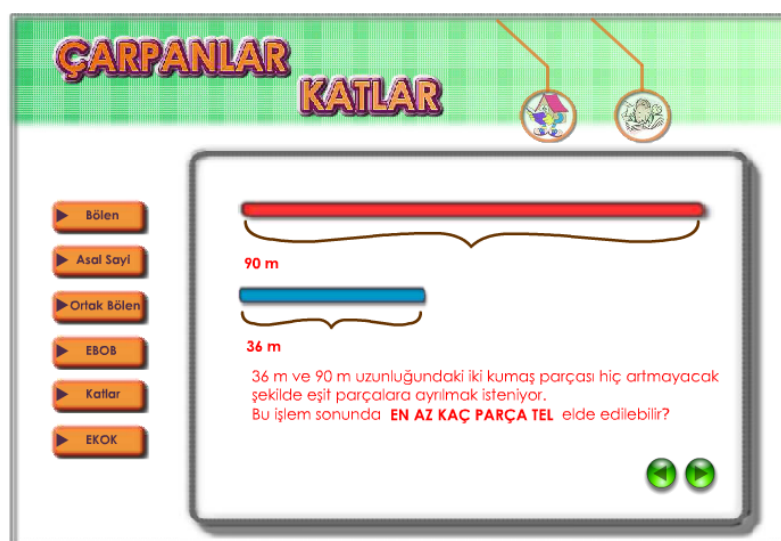 ÇARPANLAR
KATLAR
Bölen
Asal Sayi
Ortak Bölen
EBOB
Katlar
EKOK
90 m
36 m
36 m ve 90 m uzunluğundaki iki kumaş parçası hiç artmayacak
şekilde eşit parçalara ayrılmak isteniyor.
Bu işlem sonunda EN AZ KAÇ PARÇA TEL elde edilebilir?